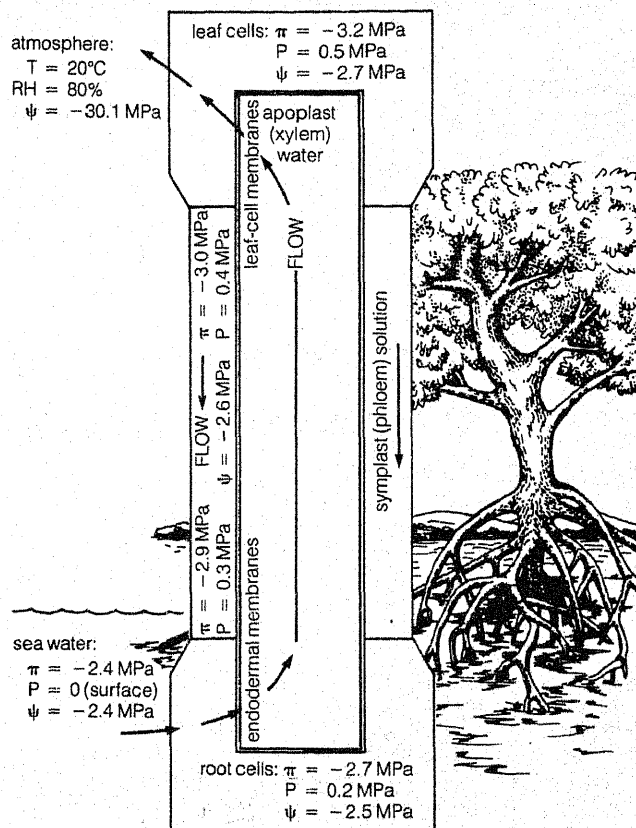 leaf cells: π = −3.2 MPa
P = 0.5 MPa
ψ = −2.7 MPa
atmosphere:
T = 20°C
RH = 80%
ψ = −30.1 MPa
apoplast
(xylem)
water
leaf-cell membranes
FLOW
π = −3.0 MPa
P = 0.4 MPa
FLOW
ψ = −2.6 MPa
π = −2.9 MPa
P = 0.3 MPa
endodermal membranes
symplast (phloem) solution
sea water:
π = −2.4 MPa
P = 0 (surface)
ψ = −2.4 MPa
root cells: π = −2.7 MPa
P = 0.2 MPa
ψ = −2.5 MPa